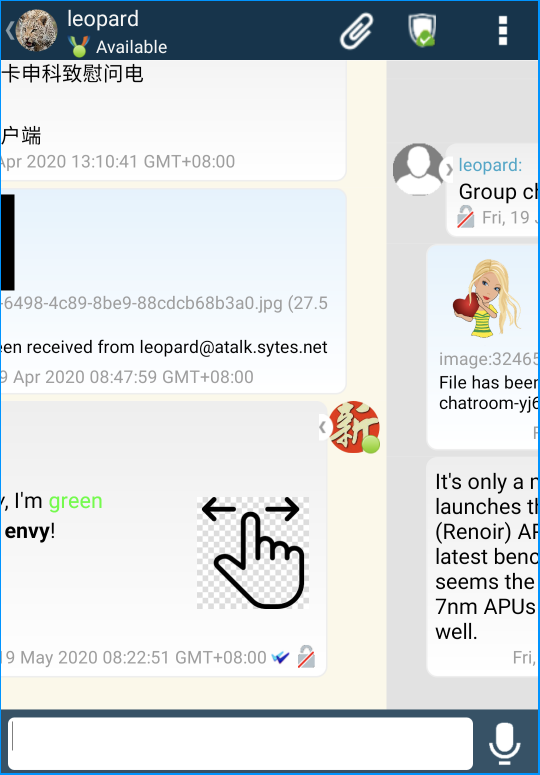 leopard
Available
卡申科致慰问电
户端
Apr 2020 13:10:41 GMT+08:00
-6498-4c89-8be9-88cdcb68b3a0.jpg (27.5
een received from leopard@atalk.sytes.net
9 Apr 2020 08:47:59 GMT+08:00
新
y, I'm green
envy!
19 May 2020 08:22:51 GMT+08:00
leopard:
Group ch
Fri, 19 J
image:32465
File has been
chatroom-yj6
F
It's only a m
launches th
(Renoir) AP
latest benc
seems the
7nm APUs
well.
Fri,